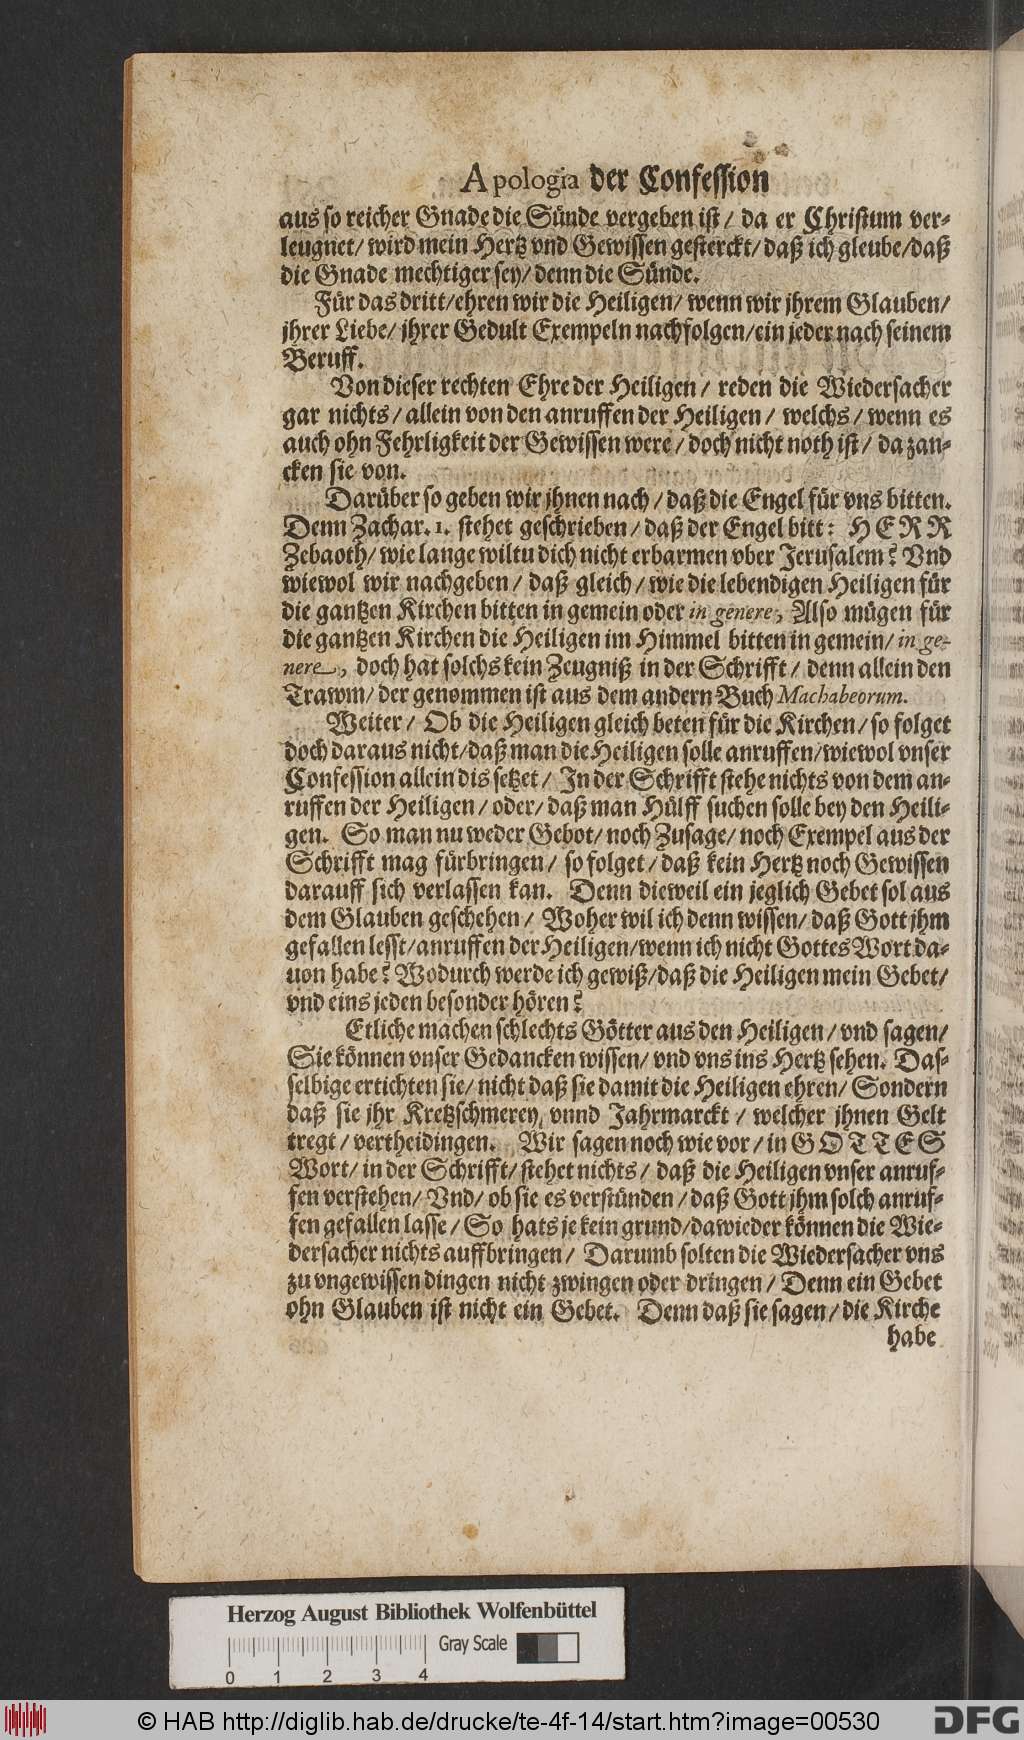 Apologia der Confession
aus so reicher Gnade die Sünde vergeben ist / da er Christum ver-
leugnet / wird mein Hertz vnd Gewissen gesterckt / daß ich gleube / daß
die Gnade mechtiger sey / denn die Sünde.
Für das dritt / ehren wir die Heiligen / wenn wir jhrem Glauben /
jhrer Liebe / jhrer Gedult Exempeln nachfolgen / ein jeder nach seinem
Beruff.
Von dieser rechten Ehre der Heiligen / reden die Wiedersacher
gar nichts / allein von den anruffen der Heiligen / welchs / wenn es
auch ohn Fehrligkeit der Gewissen were / doch nicht noth ist / da zan-
cken sie von.
Darüber so geben wir jhnen nach / daß die Engel für vns bitten.
Denn Zachar. 1. stehet geschrieben / daß der Engel bitt: HERR
Zebaoth / wie lange wiltu dich nicht erbarmen vber Jerusalem? Vnd
wiewol wir nachgeben / daß gleich / wie die lebendigen Heiligen für
die gantzen Kirchen bitten in gemein oder in genere, Also mügen für
die gantzen Kirchen die Heiligen im Himmel bitten in gemein / in ge-
nere, doch hat solchs kein Zeugniß in der Schrifft / denn allein den
Trawm / der genommen ist aus dem andern Buch Machabeorum.
Weiter / Ob die Heiligen gleich beten für die Kirchen / so folget
doch daraus nicht / daß man die Heiligen solle anruffen / wiewol vnser
Confession allein dis setzet / In der Schrifft stehe nichts von dem an-
ruffen der Heiligen / oder / daß man Hülff suchen solle bey den Heili-
gen. So man nu weder Gebot / noch Zusage / noch Exempel aus der
Schrifft mag fürbringen / so folget / daß kein Hertz noch Gewissen
darauff sich verlassen kan. Denn dieweil ein jeglich Gebet sol aus
dem Glauben geschehen / Woher wil ich denn wissen / daß Gott jhm
gefallen lesst / anruffen der Heiligen / wenn ich nicht Gottes Wort da-
uon habe? Wodurch werde ich gewiß / daß die Heiligen mein Gebet /
vnd eins jeden besonder hören?
Etliche machen schlechts Götter aus den Heiligen / vnd sagen /
Sie können vnser Gedancken wissen / vnd vns ins Hertz sehen. Das-
selbige ertichten sie / nicht daß sie damit die Heiligen ehren / Sondern
daß sie jhr Kretzschmerey vnnd Jahrmarckt / welcher jhnen Gelt
tregt / vertheidingen. Wir sagen noch wie vor / in GOTTES
Wort / in der Schrifft / stehet nichts / daß die Heiligen vnser anruf-
fen verstehen / Vnd / ob sie es verstünden / daß Gott jhm solch anruf-
fen gefallen lasse / So hats je kein grund / dawieder können die Wie-
dersacher nichts auffbringen / Darumb solten die Wiedersacher vns
zu vngewissen dingen nicht zwingen oder dringen / Denn ein Gebet
ohn Glauben ist nicht ein Gebet. Denn daß sie sagen / die Kirche
habe
Herzog August Bibliothek Wolfenbüttel
Gray Scale
0 1 2 3 4
© HAB http://diglib.hab.de/drucke/te-4f-14/start.htm?image=00530
DFG